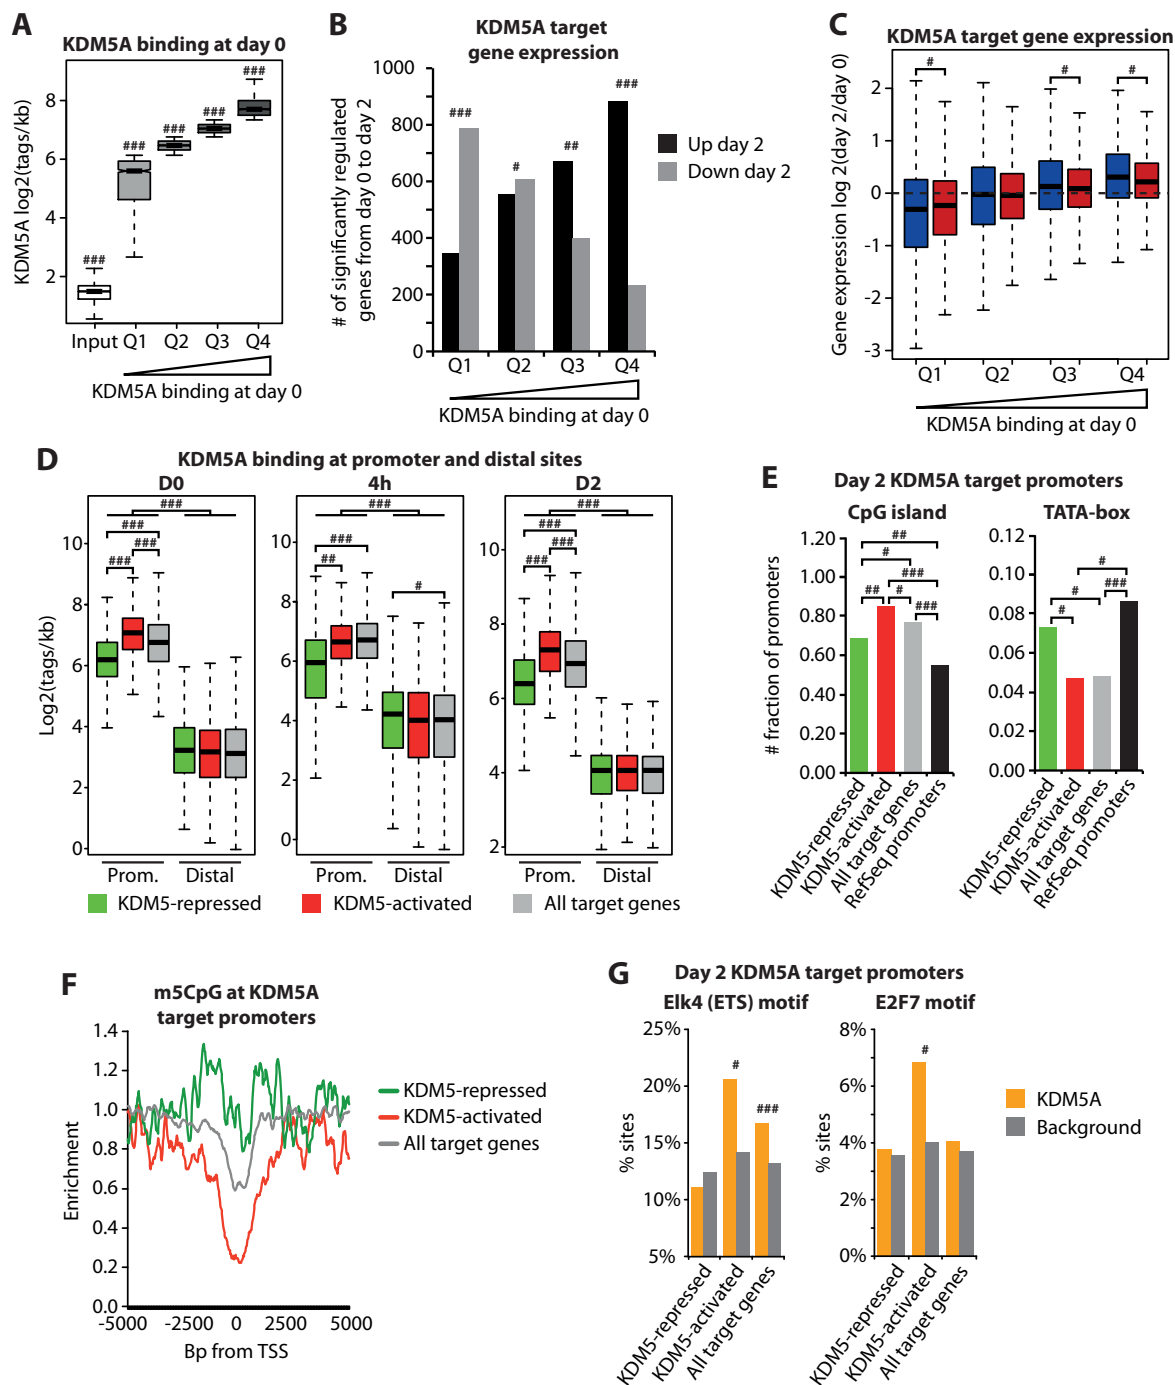 A
KDM5A binding at day 0
KDM5A log2(tags/kb)
8
6
4
2
###
###
###
###
###
Input Q1 Q2 Q3 Q4
KDM5A binding at day 0
B
KDM5A target
gene expression
# of significantly regulated
genes from day 0 to day 2
1000
800
600
400
200
0
###
#
##
###
Up day 2
Down day 2
Q1 Q2 Q3 Q4
KDM5A binding at day 0
C
KDM5A target gene expression
Gene expression log 2(day 2/day 0)
2
1
0
-1
-2
-3
# # #
Q1 Q2 Q3 Q4
KDM5A binding at day 0
D
KDM5A binding at promoter and distal sites
D0 4h D2
Log2(tags/kb)
10
8
6
4
2
0
###
###
###
###
Prom. Distal
10
8
6
4
2
0
###
###
##
#
Prom. Distal
10
8
6
4
2
###
###
###
###
Prom. Distal
KDM5-repressed KDM5-activated All target genes
E
Day 2 KDM5A target promoters
CpG island TATA-box
# fraction of promoters
1.20
1.00
0.80
0.60
0.40
0.20
0.00
##
#
###
## #
###
KDM5-repressed
KDM5-activated
All target genes
RefSeq promoters
0.12
0.10
0.08
0.06
0.04
0.02
0.00
#
# ###
#
KDM5-repressed
KDM5-activated
All target genes
RefSeq promoters
F
m5CpG at KDM5A
target promoters
Enrichment
1.4
1.2
1.0
0.8
0.6
0.4
0.2
0.0
-5000 -2500 0 2500 5000
Bp from TSS
KDM5-repressed
KDM5-activated
All target genes
G
Day 2 KDM5A target promoters
Elk4 (ETS) motif E2F7 motif
% sites
25%
20%
15%
10%
5%
#
###
KDM5-repressed
KDM5-activated
All target genes
% sites
8%
6%
4%
2%
0%
#
KDM5-repressed
KDM5-activated
All target genes
KDM5A
Background